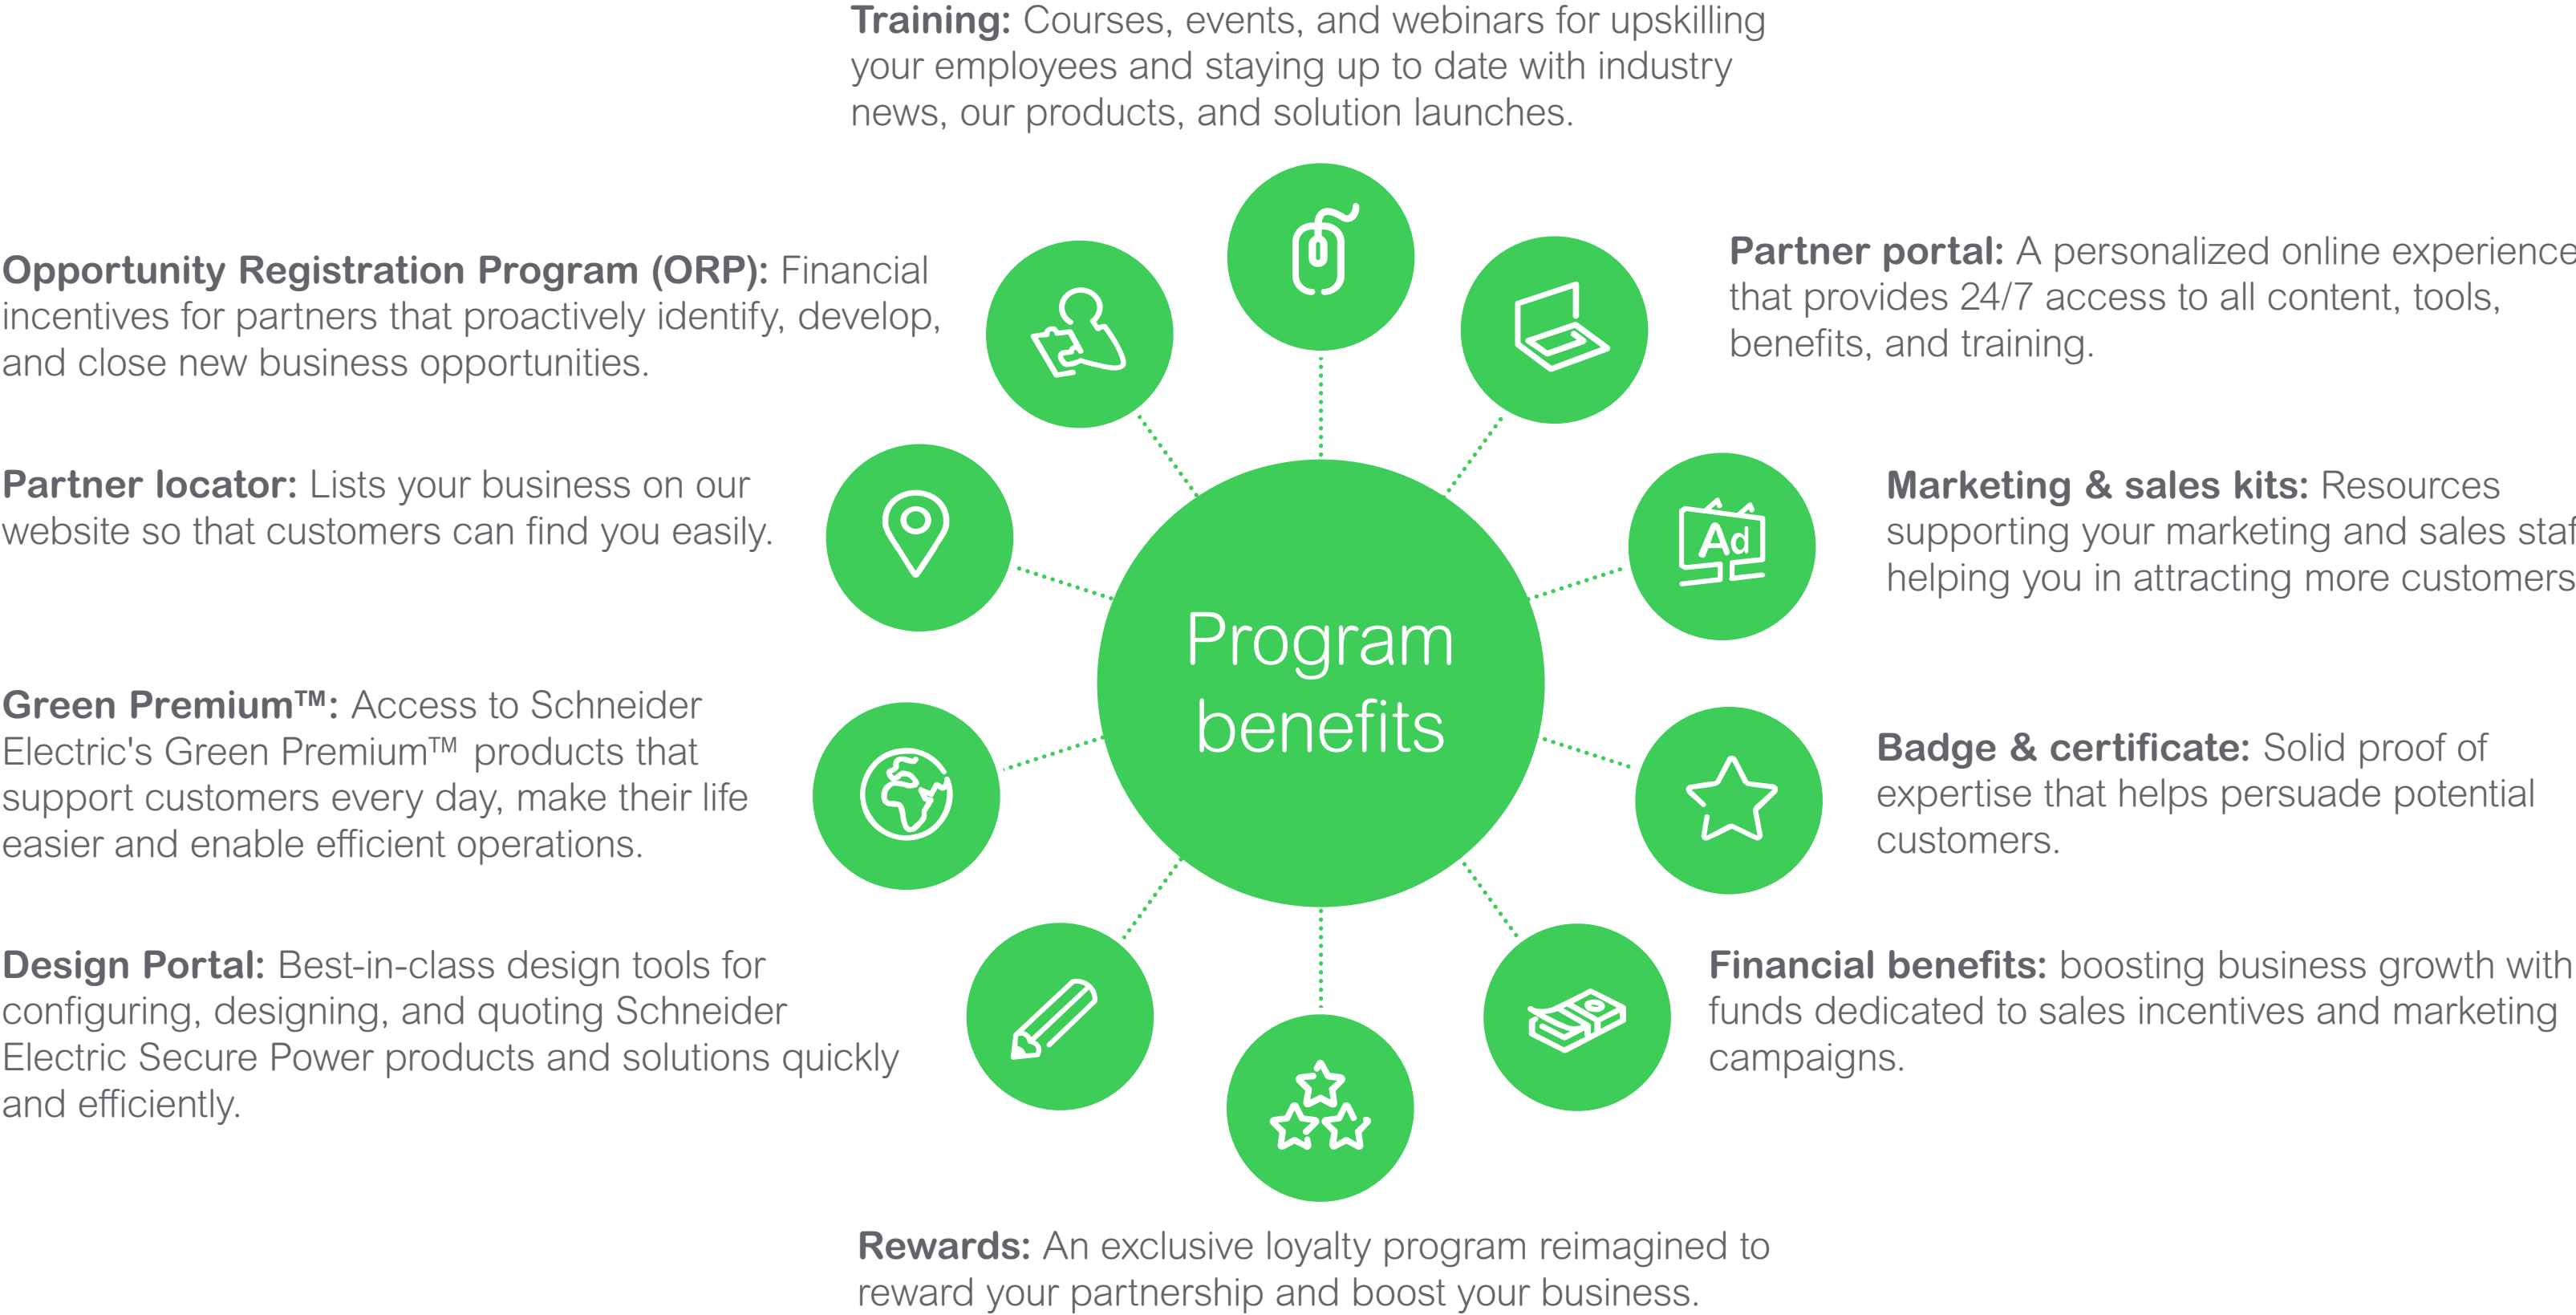 Training: Courses, events, and webinars for upskilling
your employees and staying up to date with industry
news, our products, and solution launches.
Partner portal: A personalized online experience
that provides 24/7 access to all content, tools,
benefits, and training.
Marketing & sales kits: Resources
supporting your marketing and sales staf
helping you in attracting more customers
Badge & certificate: Solid proof of
expertise that helps persuade potential
customers.
Financial benefits: boosting business growth with
funds dedicated to sales incentives and marketing
campaigns.
Rewards: An exclusive loyalty program reimagined to
reward your partnership and boost your business.
Design Portal: Best-in-class design tools for
configuring, designing, and quoting Schneider
Electric Secure Power products and solutions quickly
and efficiently.
Green Premium™: Access to Schneider
Electric's Green Premium™ products that
support customers every day, make their life
easier and enable efficient operations.
Partner locator: Lists your business on our
website so that customers can find you easily.
Opportunity Registration Program (ORP): Financial
incentives for partners that proactively identify, develop,
and close new business opportunities.
Program
benefits
Ad